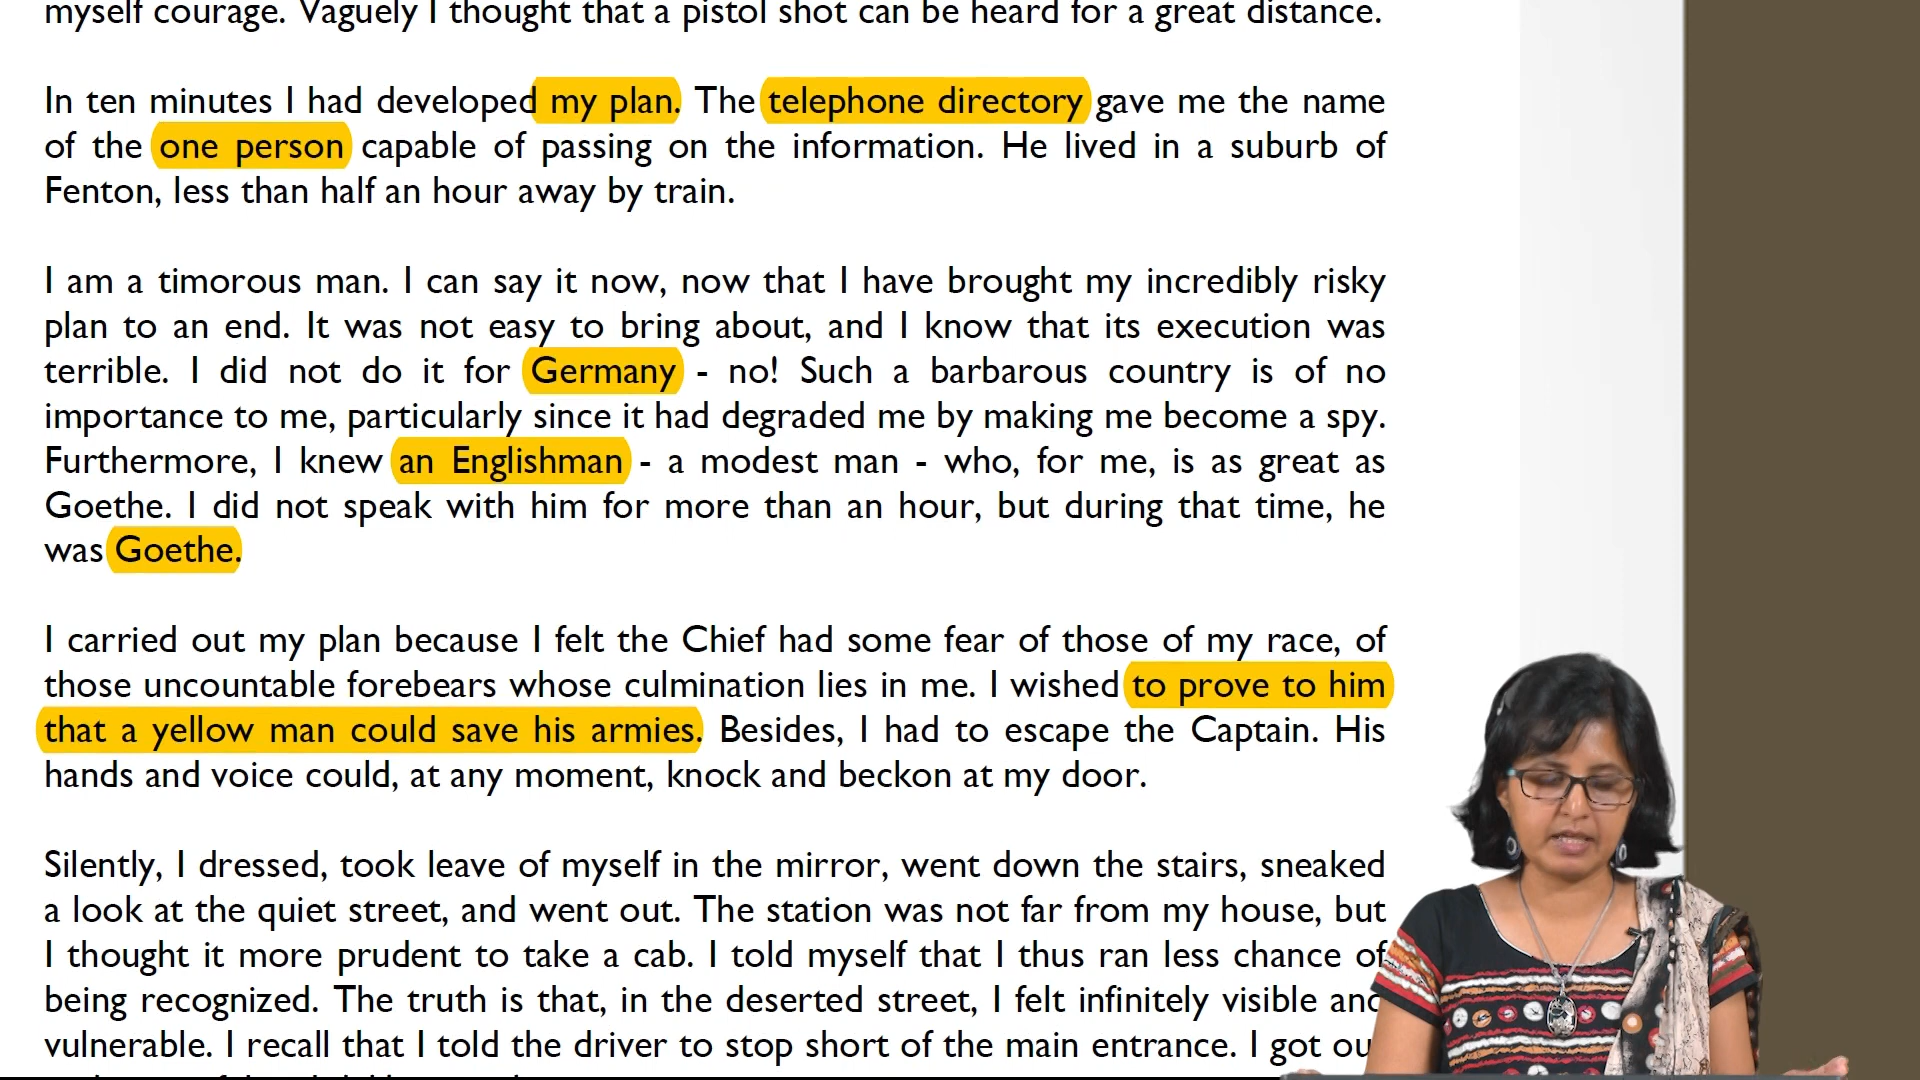 myself courage. Vaguely I thought that a pistol shot can be heard for a great distance.
In ten minutes I had developed my plan. The telephone directory gave me the name
of the one person capable of passing on the information. He lived in a suburb of
Fenton, less than half an hour away by train.
I am a timorous man. I can say it now, now that I have brought my incredibly risky
plan to an end. It was not easy to bring about, and I know that its execution was
terrible. I did not do it for Germany - no! Such a barbarous country is of no
importance to me, particularly since it had degraded me by making me become a spy.
Furthermore, I knew an Englishman - a modest man - who, for me, is as great as
Goethe. I did not speak with him for more than an hour, but during that time, he
was Goethe.
I carried out my plan because I felt the Chief had some fear of those of my race, of
those uncountable forebears whose culmination lies in me. I wished to prove to him
that a yellow man could save his armies. Besides, I had to escape the Captain. His
hands and voice could, at any moment, knock and beckon at my door.
Silently, I dressed, took leave of myself in the mirror, went down the stairs, sneaked
a look at the quiet street, and went out. The station was not far from my house, but
I thought it more prudent to take a cab. I told myself that I thus ran less chance of
being recognized. The truth is that, in the deserted street, I felt infinitely visible and
vulnerable. I recall that I told the driver to stop short of the main entrance. I got